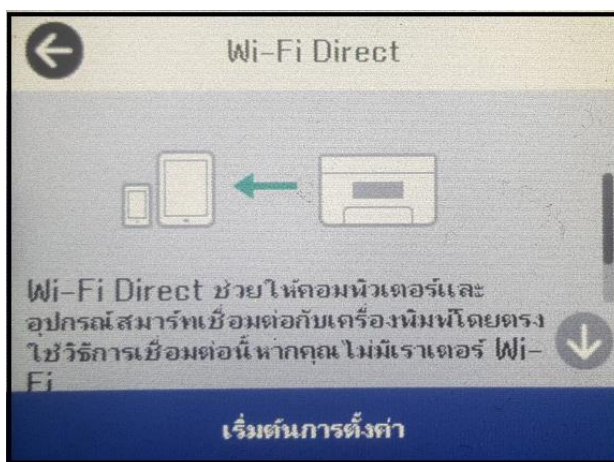 Wi-Fi Direct
Wi-Fi Direct ช่วยให้คอมพิวเตอร์และ
อุปกรณ์สมาร์ทเชื่อมต่อกับเครื่องพิมพ์โดยตรง
ใช้วิธีการเชื่อมต่อนี้หากคุณไม่มีเราเตอร์ Wi-
Fi
เริ่มต้นการตั้งค่า